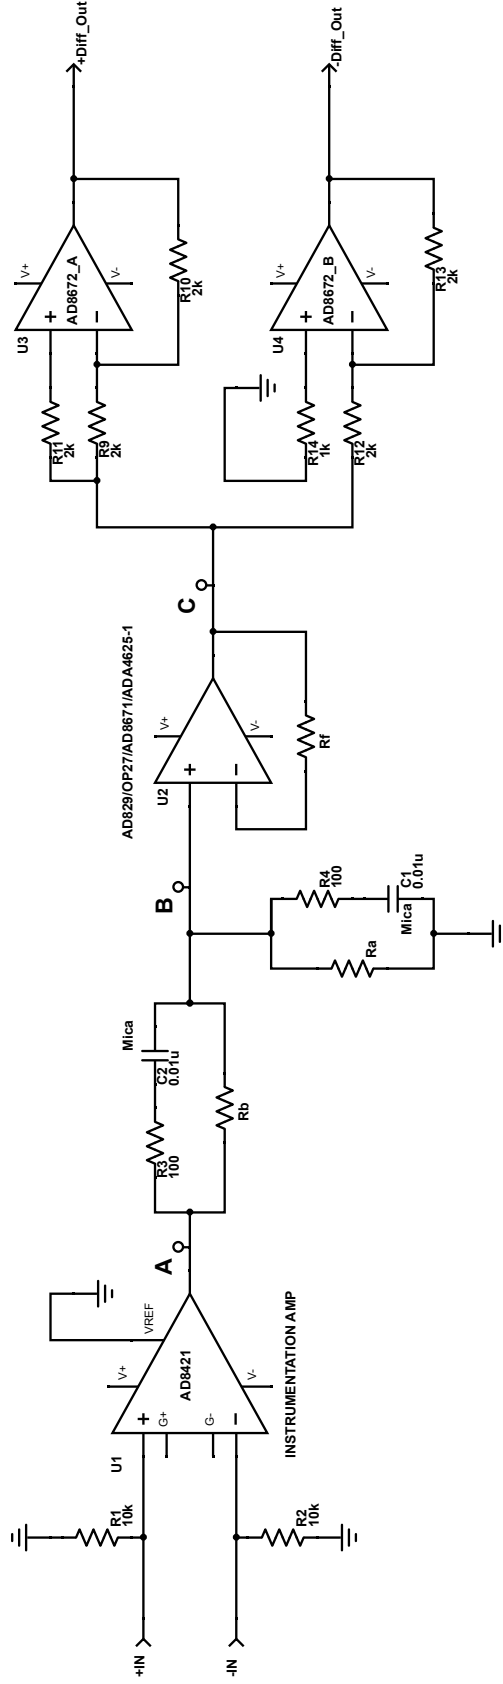 +IN
-IN
R1
10k
R2
10k
U1
+
G+
G-
−
V+
V-
AD8421
VREF
INSTRUMENTATION AMP
A
R3
100
C2
0.01u
Mica
Rb
B
Ra
R4
100
Mica
C1
0.01u
AD829/OP27/AD8671/ADA4625-1
U2
+
−
V+
V-
Rf
C
R11
2k
R9
2k
U3
+
−
AD8672_A
V+
V-
R10
2k
+Diff_Out
R14
1k
R12
2k
U4
+
−
AD8672_B
V+
V-
R13
2k
-Diff_Out